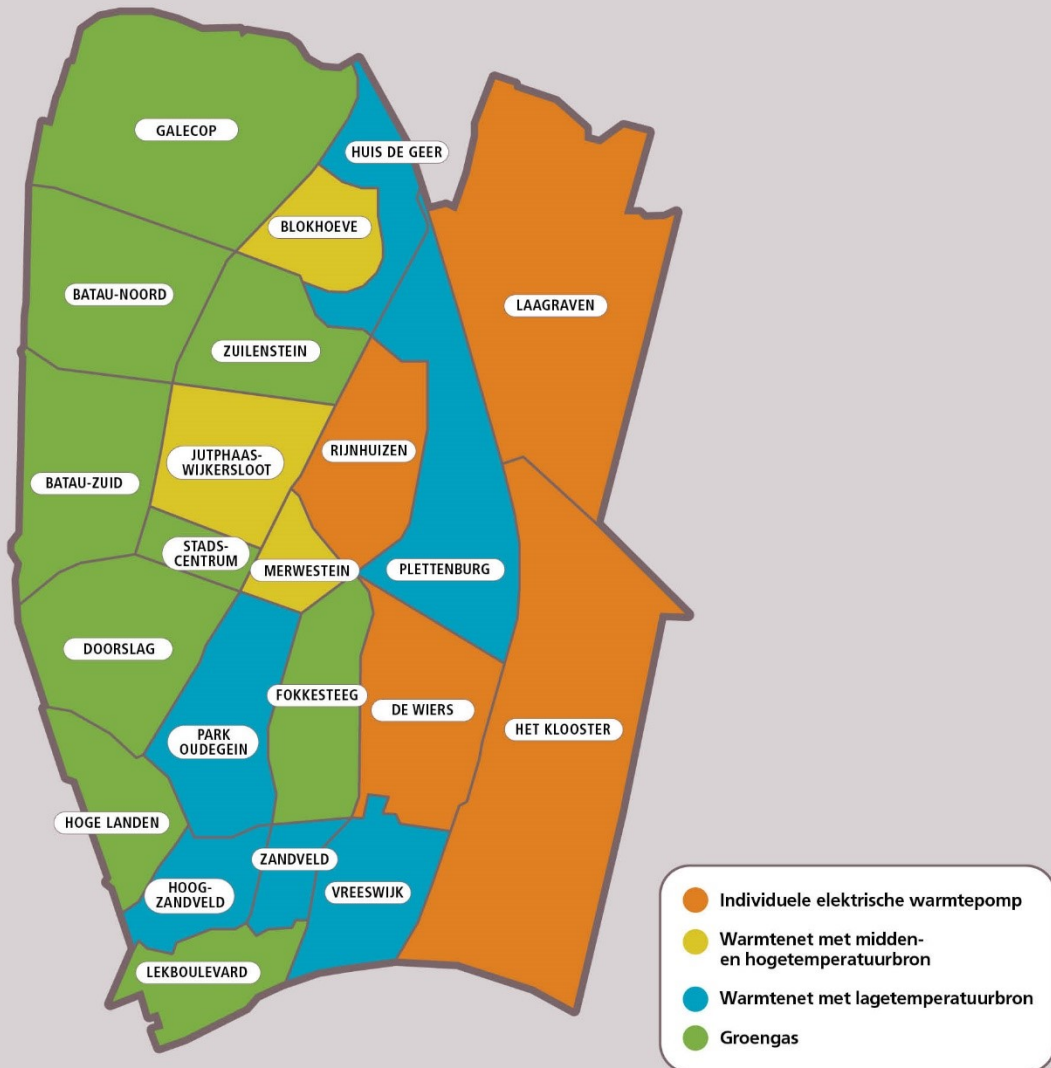 GALECOP
HUIS DE GEER
BLOKHOEVE
BATAU-NOORD
LAAGRAVEN
ZUILENSTEIN
JUTPHAAS-
WIJKERSLOOT
RIJNHUIZEN
BATAU-ZUID
STADS-
CENTRUM
MERWESTEIN
PLETTENBURG
DOORSLAG
FOKKESTEEG
DE WIERS
PARK
OUDEGEIN
HET KLOOSTER
HOGE LANDEN
ZANDVELD
HOOG-
ZANDVELD
VREESWIJK
LEKBOULEVARD
Individuele elektrische warmtepomp
Warmtenet met midden-
en hogetemperatuurbron
Warmtenet met lagetemperatuurbron
Groengas